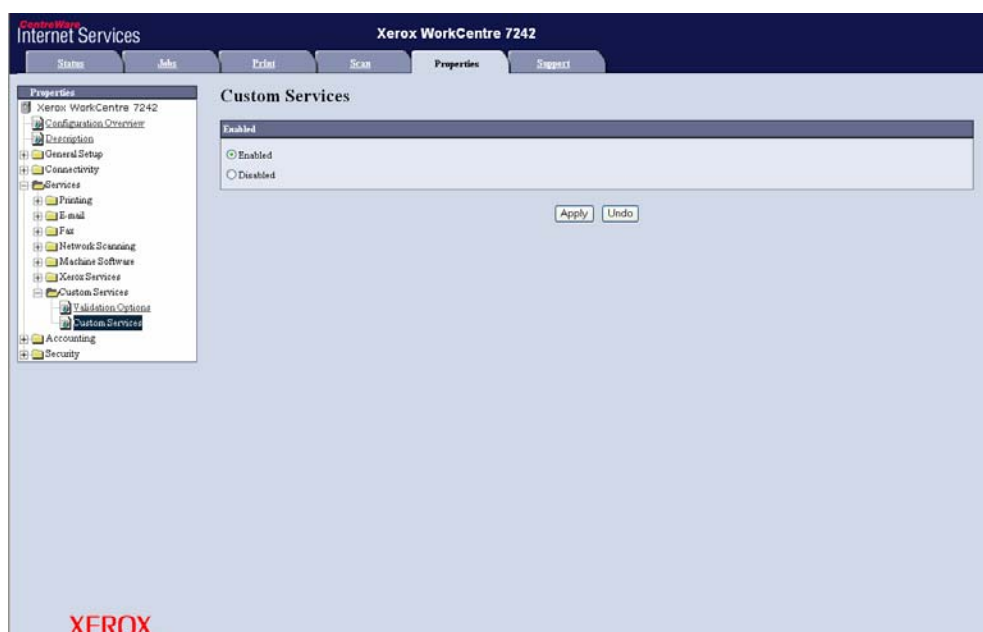 CentreWare
Internet Services
Xerox WorkCentre 7242
Status Jobs Print Scan Properties Support
Properties
Xerox WorkCentre 7242
Configuration Overview
Description
General Setup
Connectivity
Services
Printing
E-mail
Fax
Network Scanning
Machine Software
Xerox Services
Custom Services
Validation Options
Custom Services
Accounting
Security
Custom Services
Enabled
Enabled
Disabled
Apply Undo
XEROX